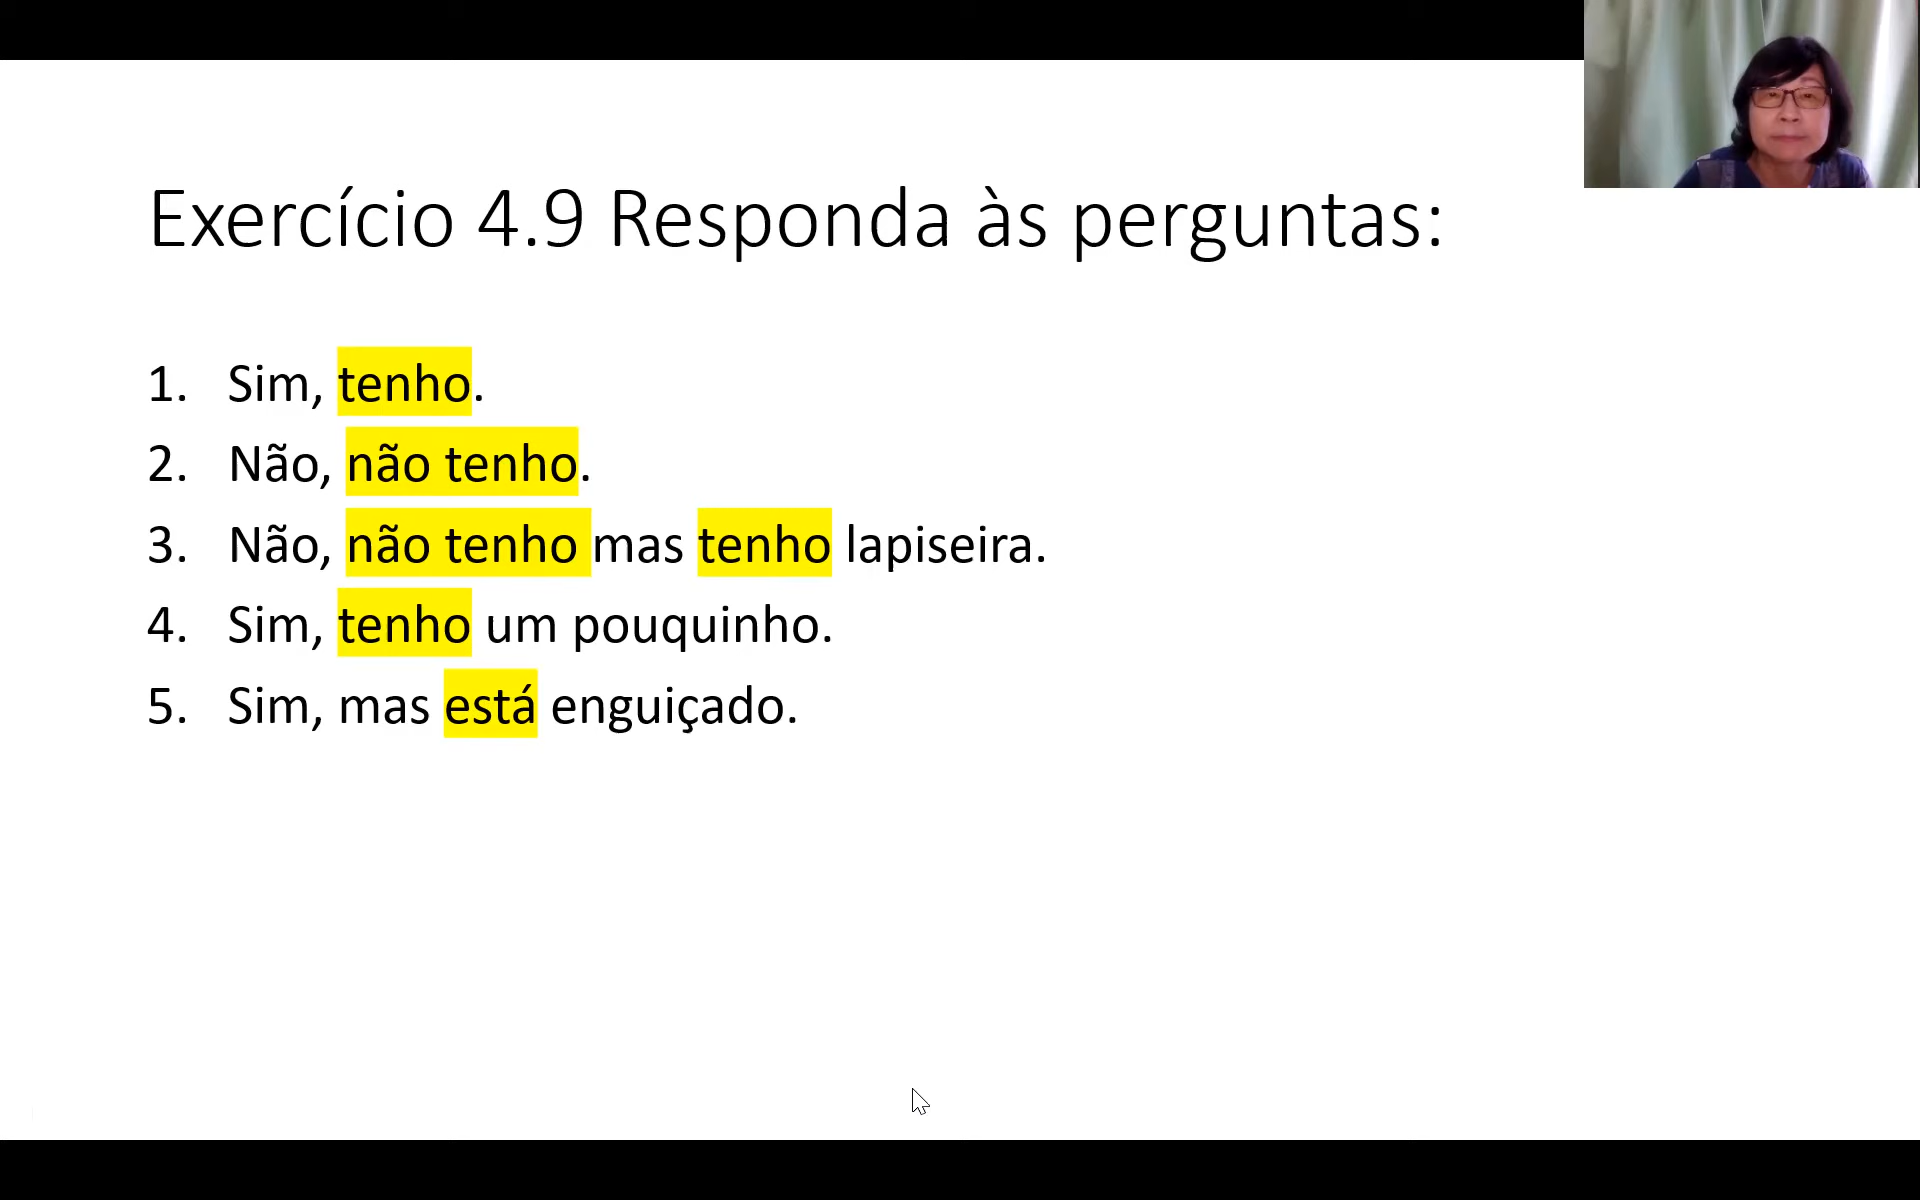 Exercício 4.9 Responda às perguntas:
1. Sim, tenho.
2. Não, não tenho.
3. Não, não tenho mas tenho lapiseira.
4. Sim, tenho um pouquinho.
5. Sim, mas está enguiçado.